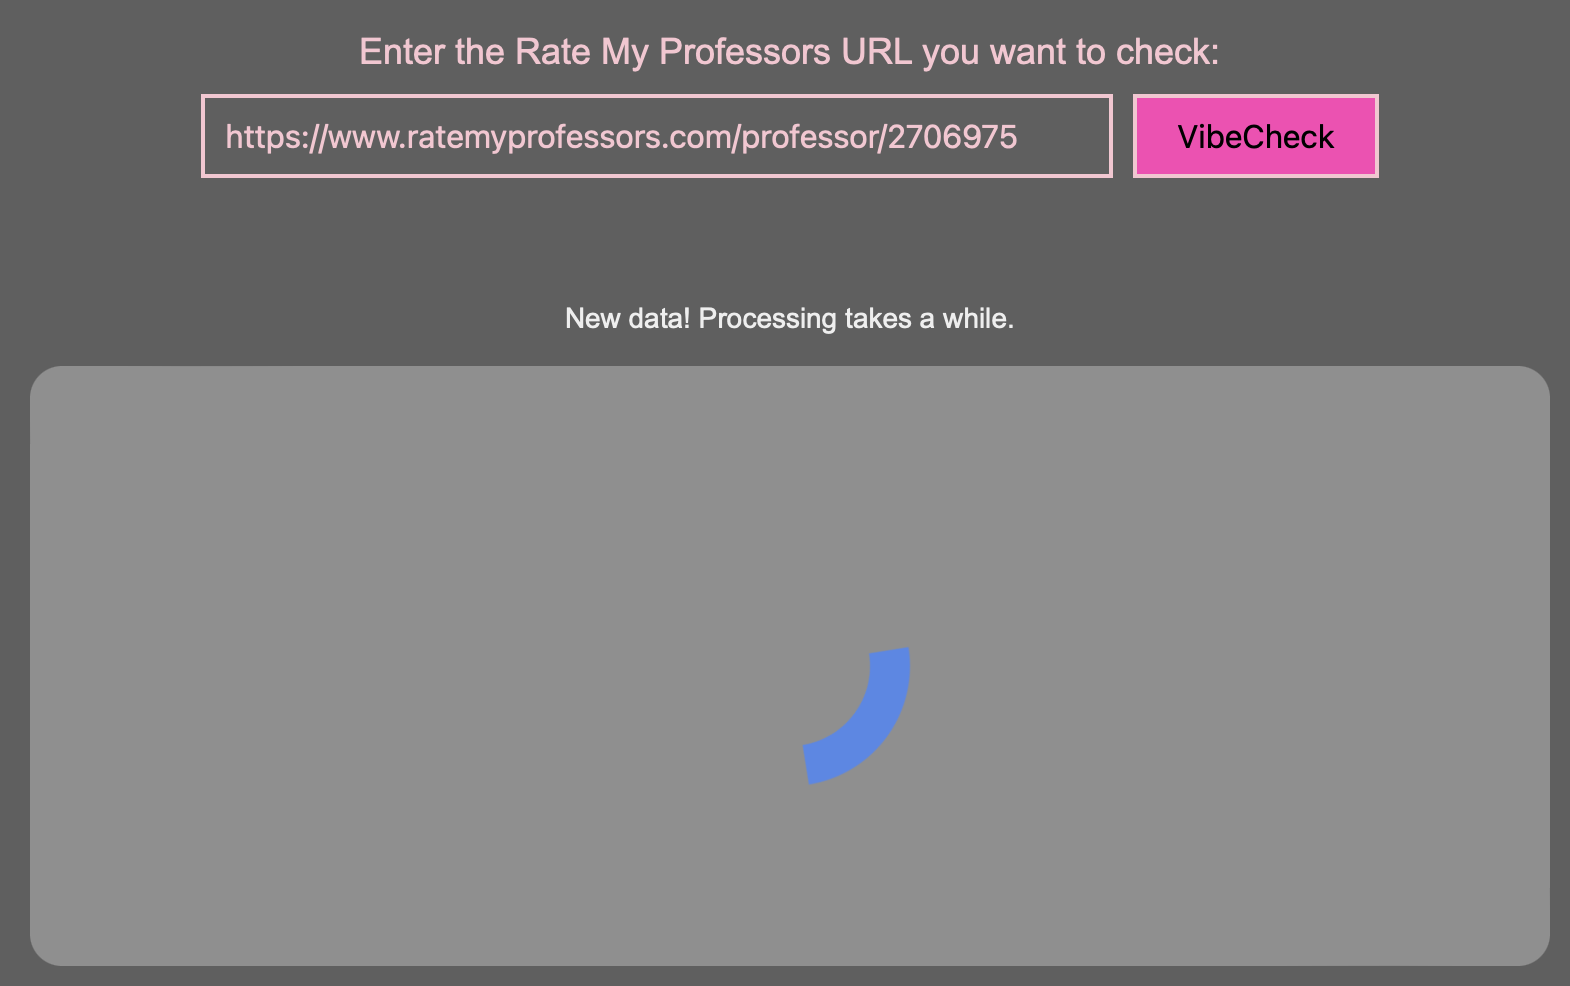 Enter the Rate My Professors URL you want to check:
https://www.ratemyprofessors.com/professor/2706975
VibeCheck
New data! Processing takes a while.